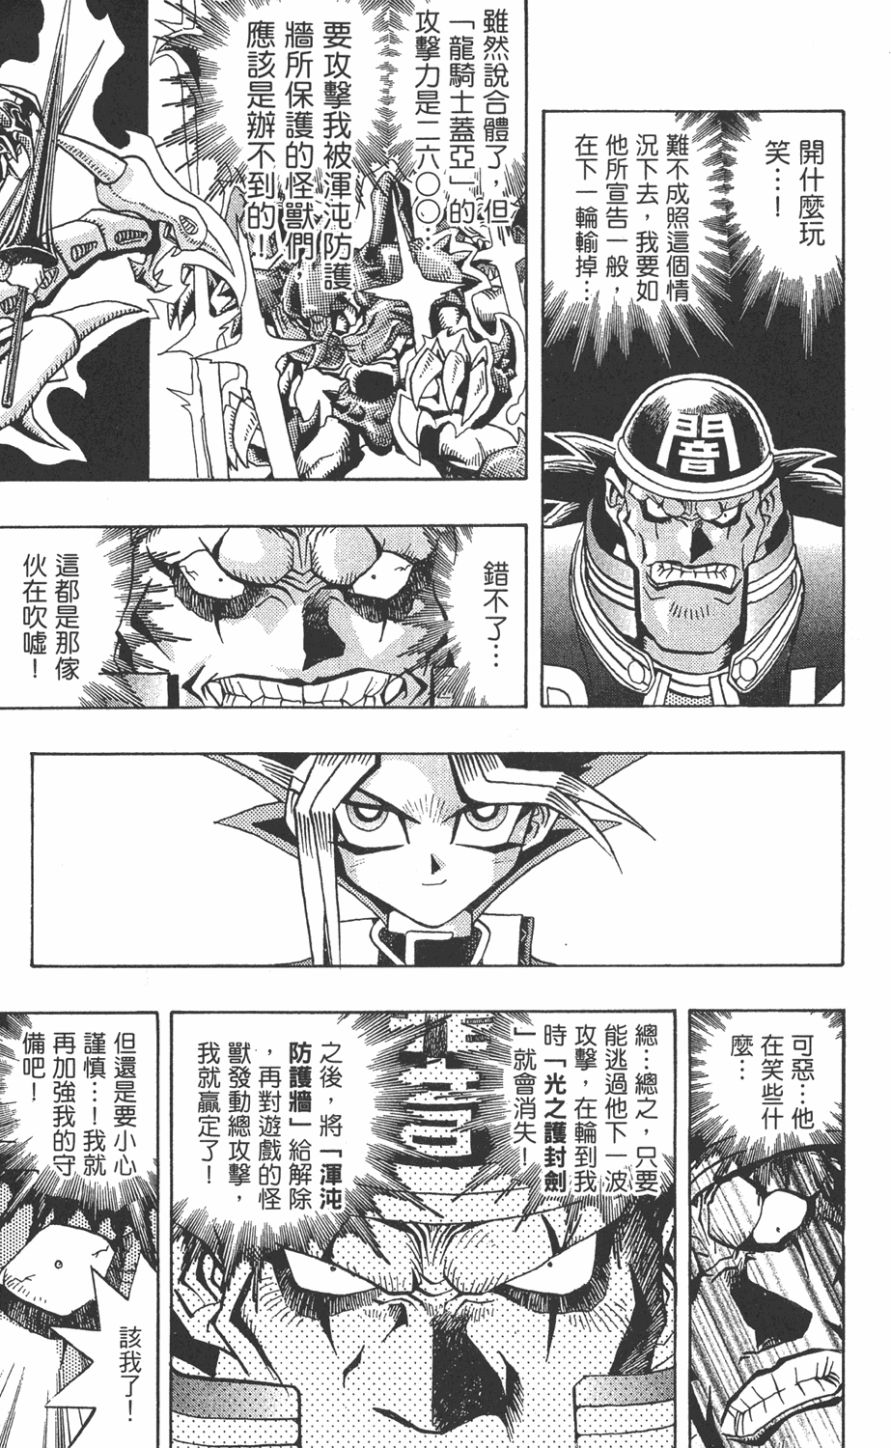 開什麼玩
笑…!
難不成照這個情
況下去，我要如
他所宣告一般，
在下一輪輸掉…
闇
雖然說合體了，但
「龍騎士蓋亞」的
攻擊力是二六〇〇…
要攻擊我被渾沌防護
牆所保護的怪獸們，
應該是辦不到的!
錯不了…
這都是那傢
伙在吹噓!
可惡…他
在笑些什
麼…
總…總之，只要
能逃過他下一波
攻擊，在輪到我
時「光之護封劍
」就會消失!
之後，將「渾沌
防護牆」給解除
，再對遊戲的怪
獸發動總攻擊，
我就贏定了!
但還是要小心
謹慎…!我就
再加強我的守
備吧!
該我了!